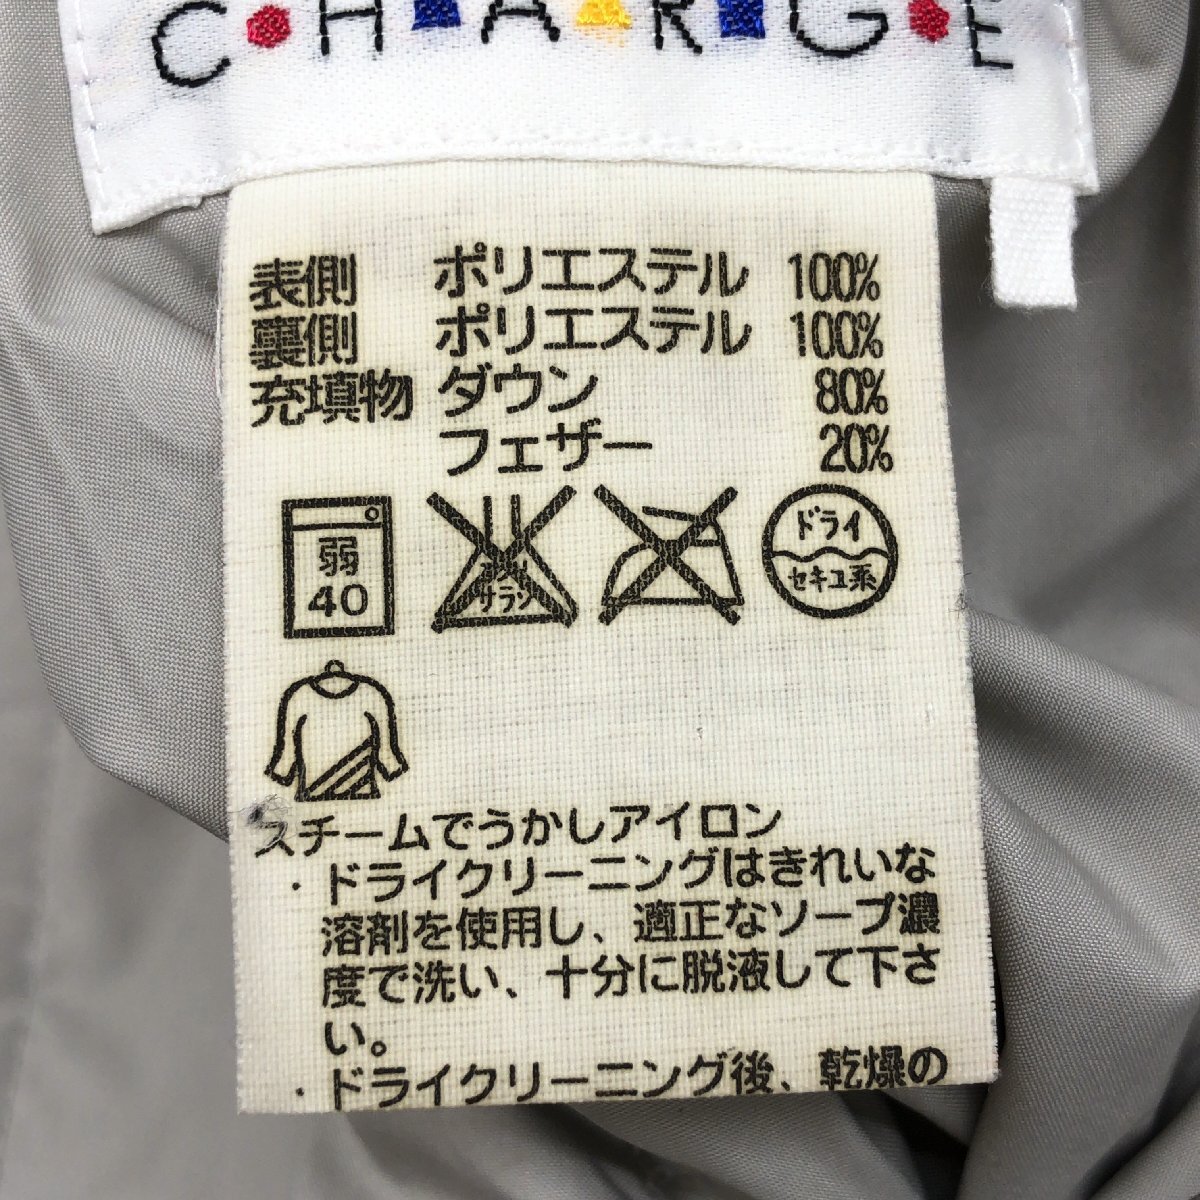 CHARGE
表側 ポリエステル 100%
裏側 ポリエステル 100%
充填物 ダウン 80%
フェザー 20%
弱
40
サラシ
ドライ
セキユ系
スチームでうかしアイロン
・ドライクリーニングはきれいな
溶剤を使用し、適正なソープ濃
度で洗い、十分に脱液して下さ
い。
・ドライクリーニング後、乾燥の